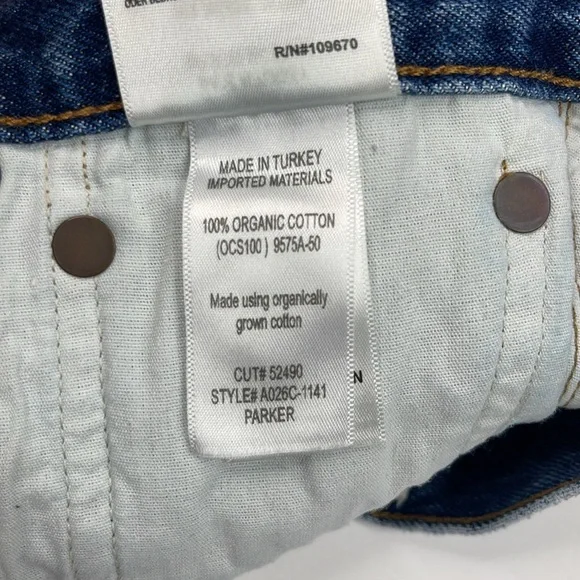 R/N#109670
MADE IN TURKEY
IMPORTED MATERIALS
100% ORGANIC COTTON
(OCS100 ) 9575A-50
Made using organically
grown cotton
CUT# 52490
STYLE# A026C-1141
PARKER
N